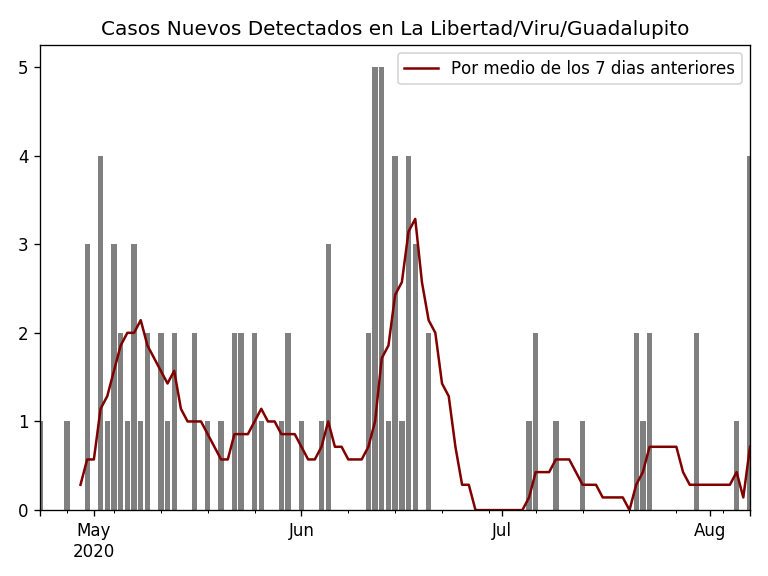 Casos Nuevos Detectados en La Libertad/Viru/Guadalupito
Por medio de los 7 dias anteriores
5
4
3
2
1
0
May
2020
Jun
Jul
Aug